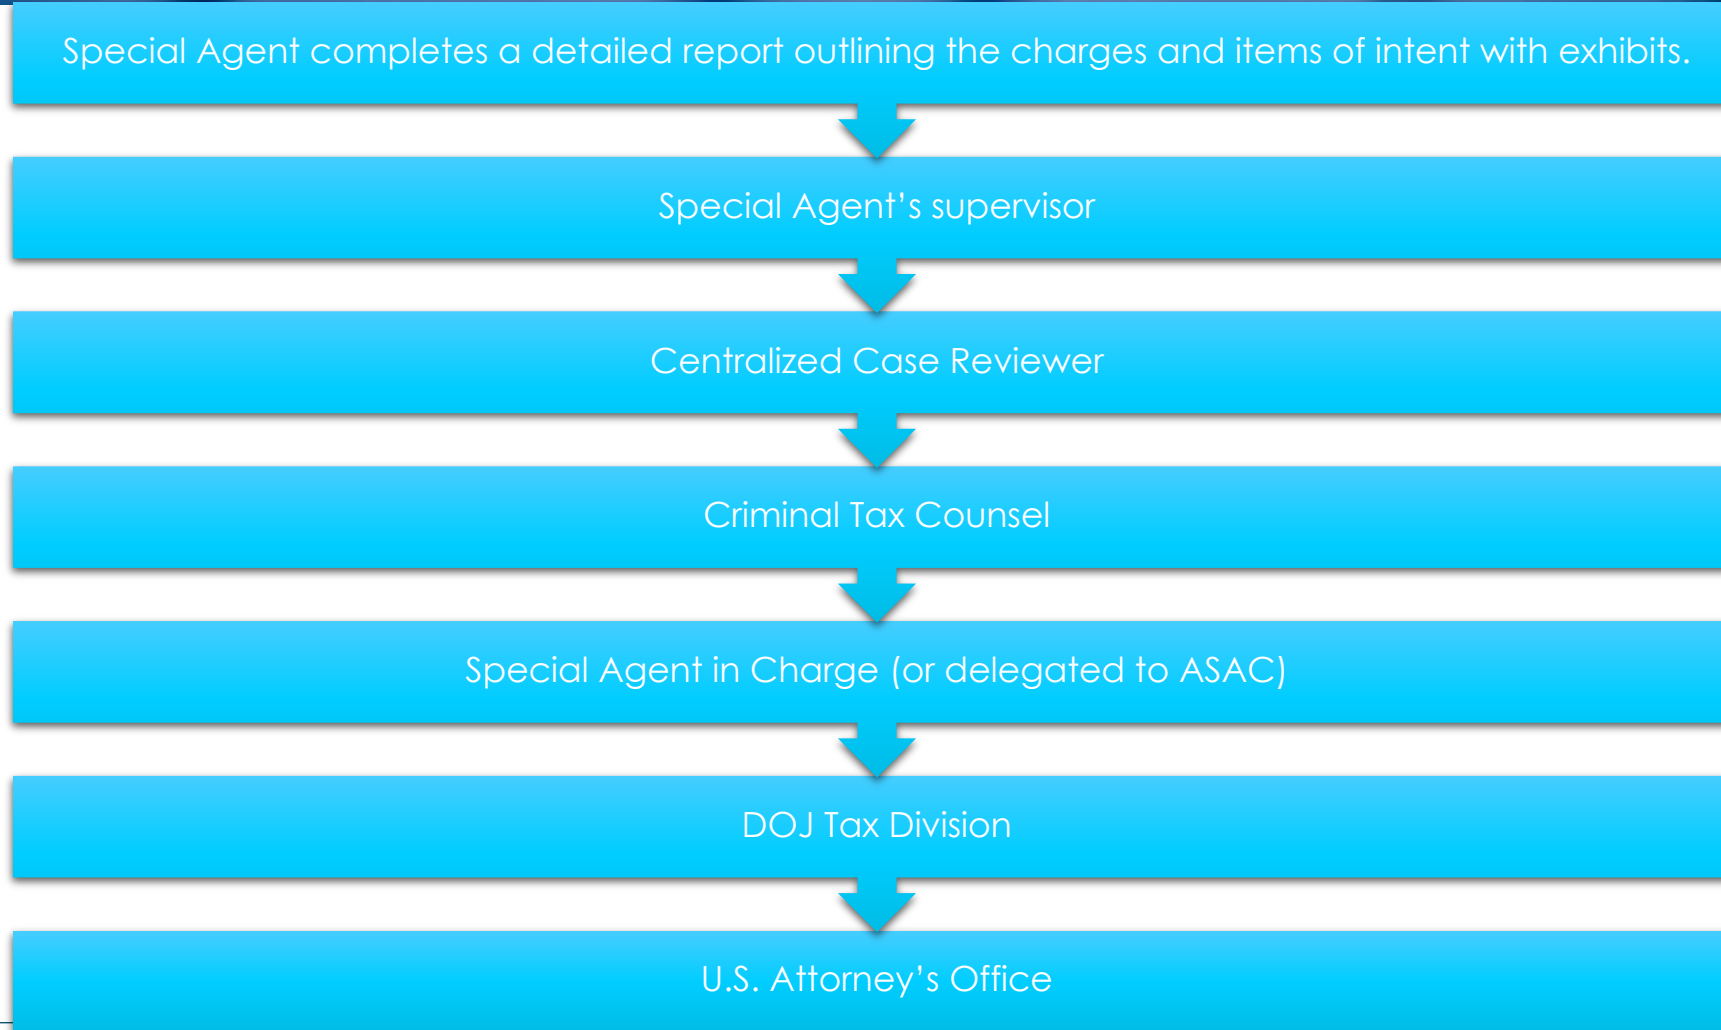 Special Agent completes a detailed report outlining the charges and items of intent with exhibits.
Special Agent’s supervisor
Centralized Case Reviewer
Criminal Tax Counsel
Special Agent in Charge (or delegated to ASAC)
DOJ Tax Division
U.S. Attorney’s Office